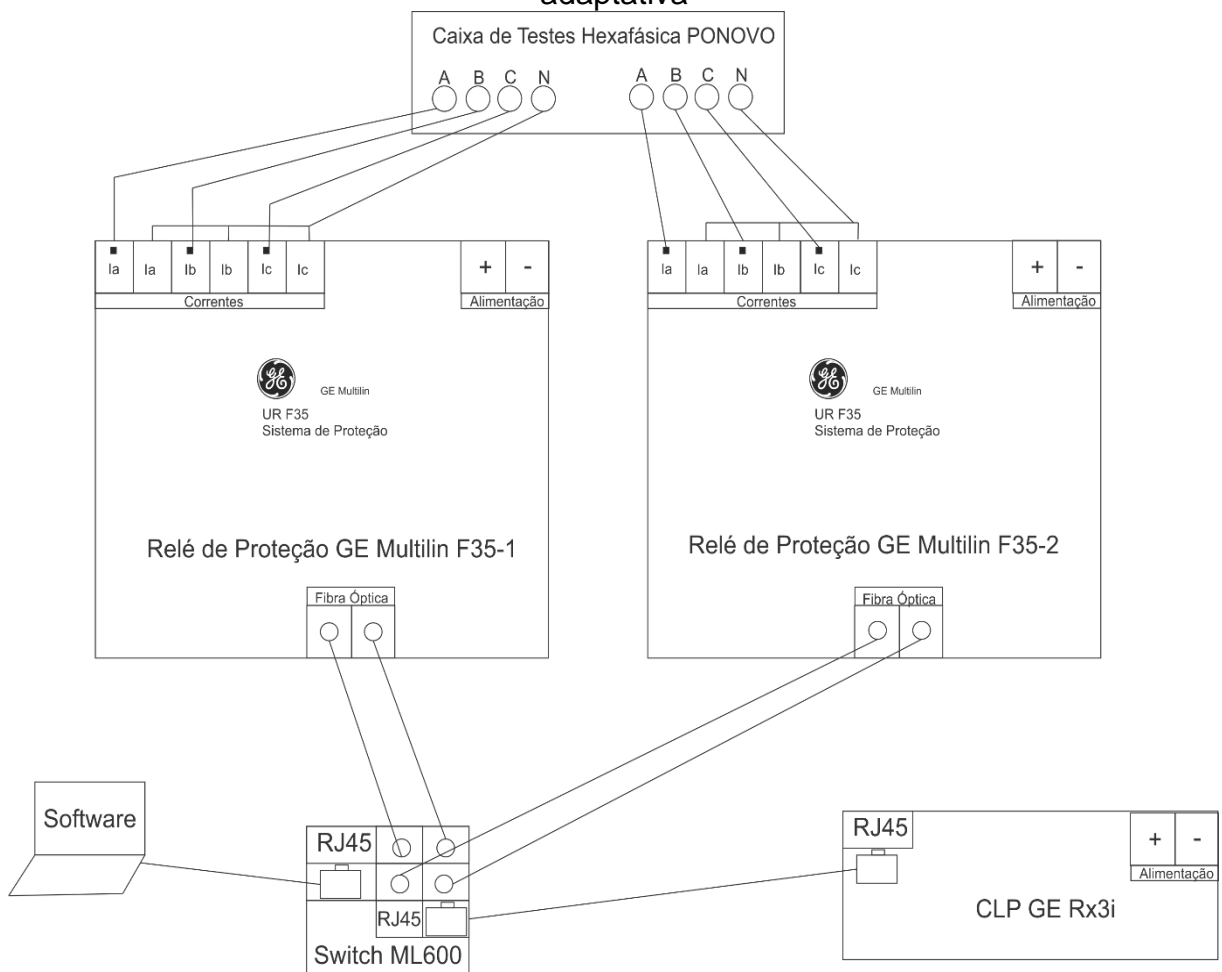 adaptativa
Caixa de Testes Hexafásica PONOVO
A B C N A B C N
Ia Ia Ib Ib Ic Ic + -
Correntes Alimentação
Ia Ia Ib Ib Ic Ic + -
Correntes Alimentação
GE GE Multilin
UR F35
Sistema de Proteção
GE GE Multilin
UR F35
Sistema de Proteção
Relé de Proteção GE Multilin F35-1
Relé de Proteção GE Multilin F35-2
Fibra Óptica
Fibra Óptica
Software
RJ45
RJ45
Switch ML600
RJ45
+ -
Alimentação
CLP GE Rx3i